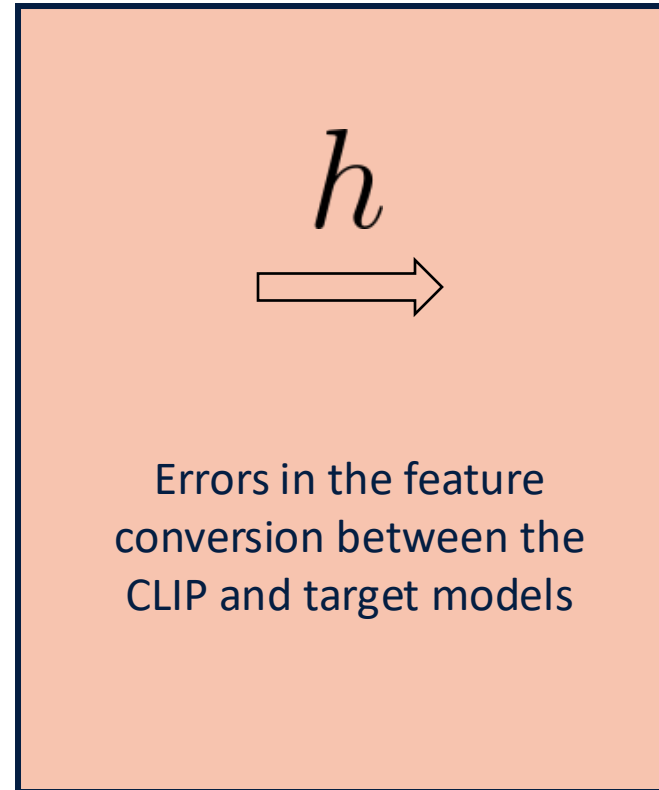 h
Errors in the feature
conversion between the
CLIP and target models